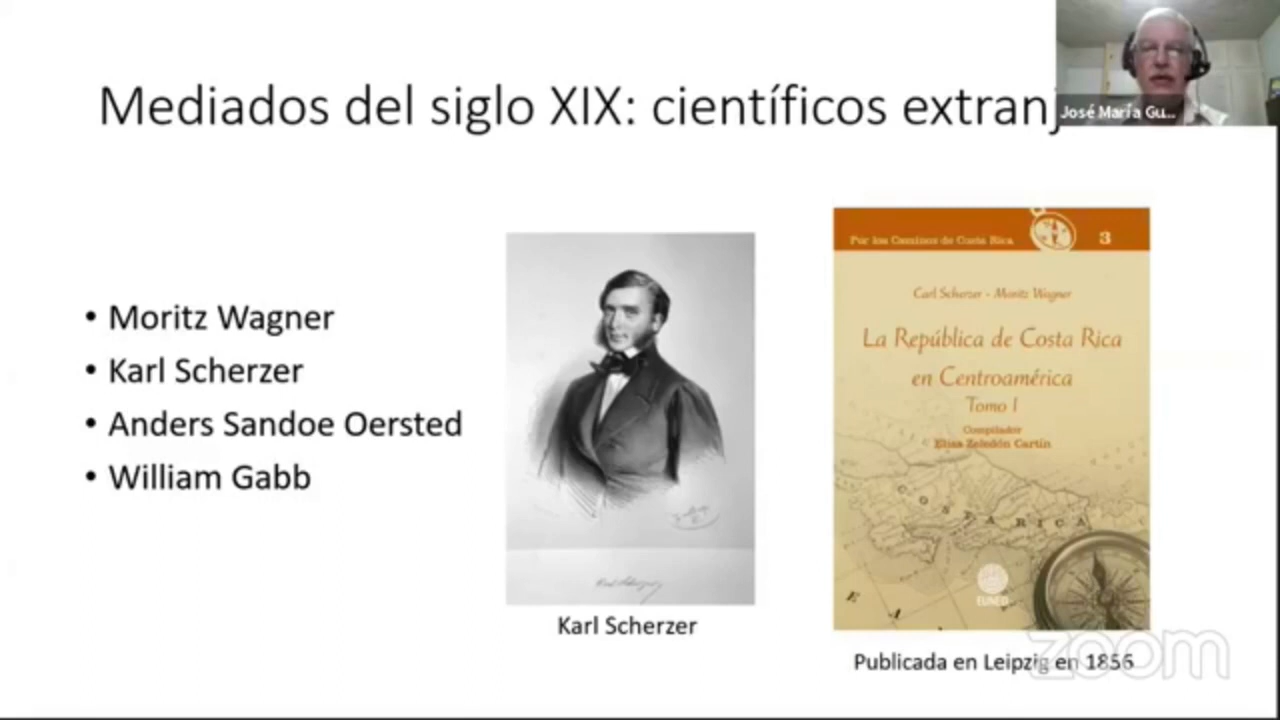 Mediados del siglo XIX: científicos extranj
José María Gu...
• Moritz Wagner
• Karl Scherzer
• Anders Sandoe Oersted
• William Gabb
Karl Scherzer
Por los Caminos de Costa Rica
3
Carl Scherzer - Moritz Wagner
La República de Costa Rica
en Centroamérica
Tomo I
Compilador
Elías Zeledón Cartín
COSTA RICA
E A
EUNED
Publicada en Leipzig en 1856
zoom